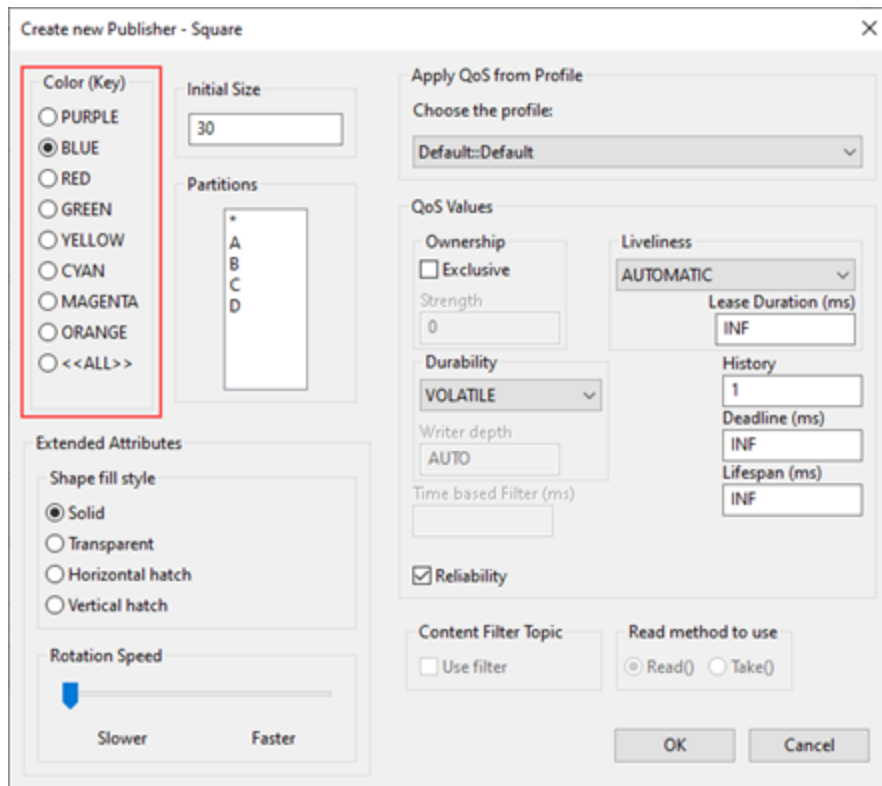 Create new Publisher - Square
Color (Key)
PURPLE
BLUE
RED
GREEN
YELLOW
CYAN
MAGENTA
ORANGE
<<ALL>>
Initial Size
30
Partitions
*
A
B
C
D
Extended Attributes
Shape fill style
Solid
Transparent
Horizontal hatch
Vertical hatch
Rotation Speed
Slower Faster
Apply QoS from Profile
Choose the profile:
Default::Default
QoS Values
Ownership
Exclusive
Strength
0
Liveliness
AUTOMATIC
Lease Duration (ms)
INF
Durability
VOLATILE
Writer depth
AUTO
History
1
Deadline (ms)
INF
Lifespan (ms)
INF
Time based Filter (ms)
Reliability
Content Filter Topic
Use filter
Read method to use
Read() Take()
OK Cancel